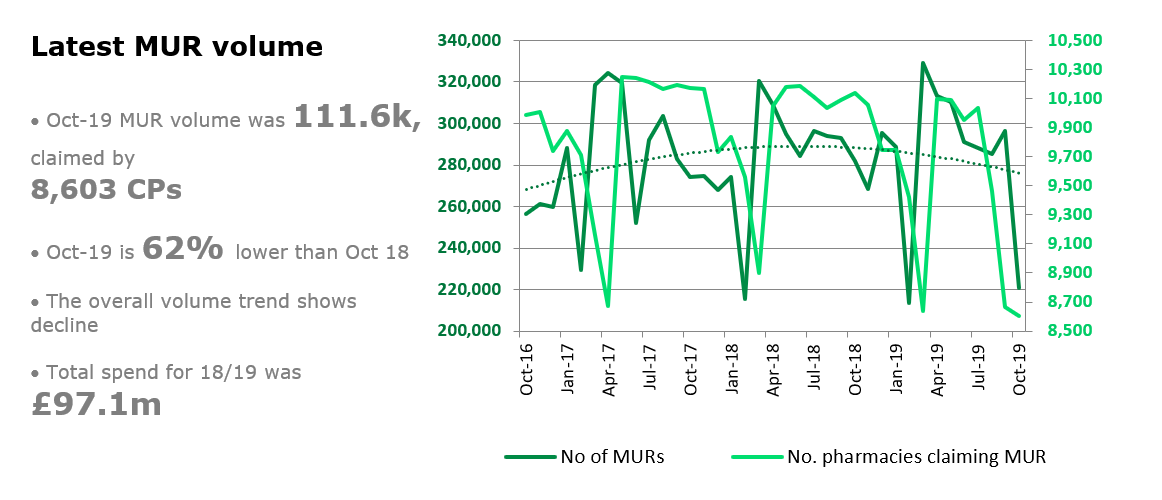 Latest MUR volume
• Oct-19 MUR volume was 111.6k,
claimed by
8,603 CPs
• Oct-19 is 62% lower than Oct 18
• The overall volume trend shows
decline
• Total spend for 18/19 was
£97.1m
340,000
320,000
300,000
280,000
260,000
240,000
220,000
200,000
10,500
10,300
10,100
9,900
9,700
9,500
9,300
9,100
8,900
8,700
8,500
Oct-16
Jan-17
Apr-17
Jul-17
Oct-17
Jan-18
Apr-18
Jul-18
Oct-18
Jan-19
Apr-19
Jul-19
Oct-19
No of MURs
No. pharmacies claiming MUR